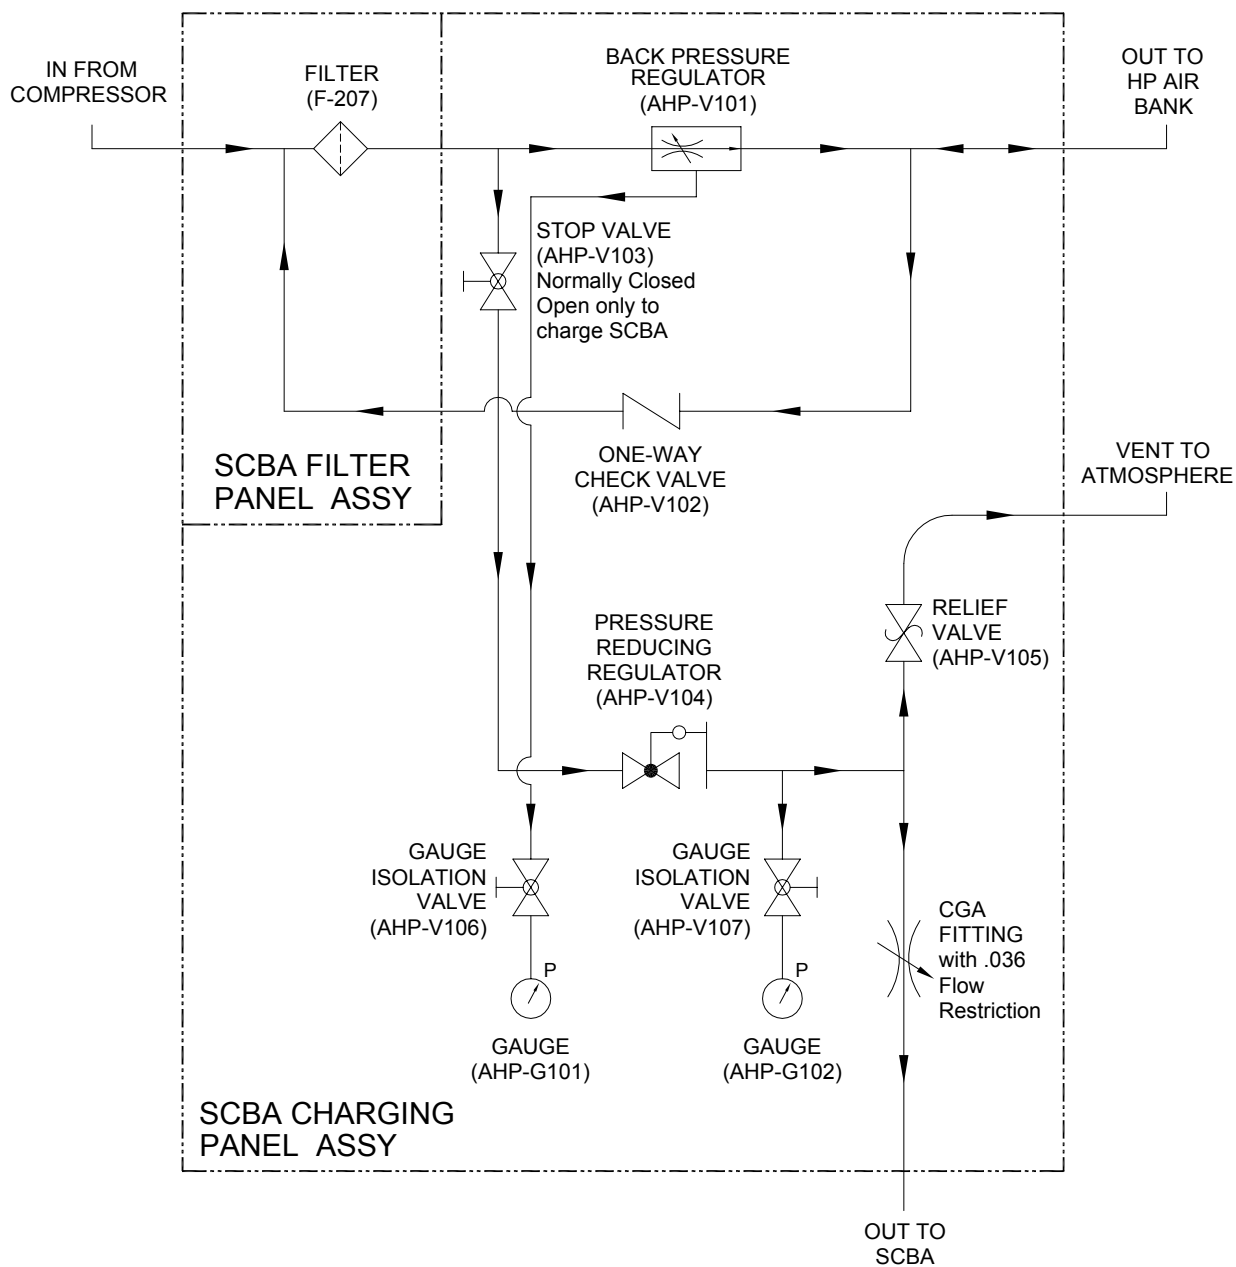 IN FROM
COMPRESSOR
FILTER
(F-207)
BACK PRESSURE
REGULATOR
(AHP-V101)
OUT TO
HP AIR
BANK
STOP VALVE
(AHP-V103)
Normally Closed
Open only to
charge SCBA
SCBA FILTER
PANEL ASSY
ONE-WAY
CHECK VALVE
(AHP-V102)
VENT TO
ATMOSPHERE
PRESSURE
REDUCING
REGULATOR
(AHP-V104)
RELIEF
VALVE
(AHP-V105)
GAUGE
ISOLATION
VALVE
(AHP-V106)
GAUGE
ISOLATION
VALVE
(AHP-V107)
CGA
FITTING
with .036
Flow
Restriction
P
GAUGE
(AHP-G101)
P
GAUGE
(AHP-G102)
SCBA CHARGING
PANEL ASSY
OUT TO
SCBA